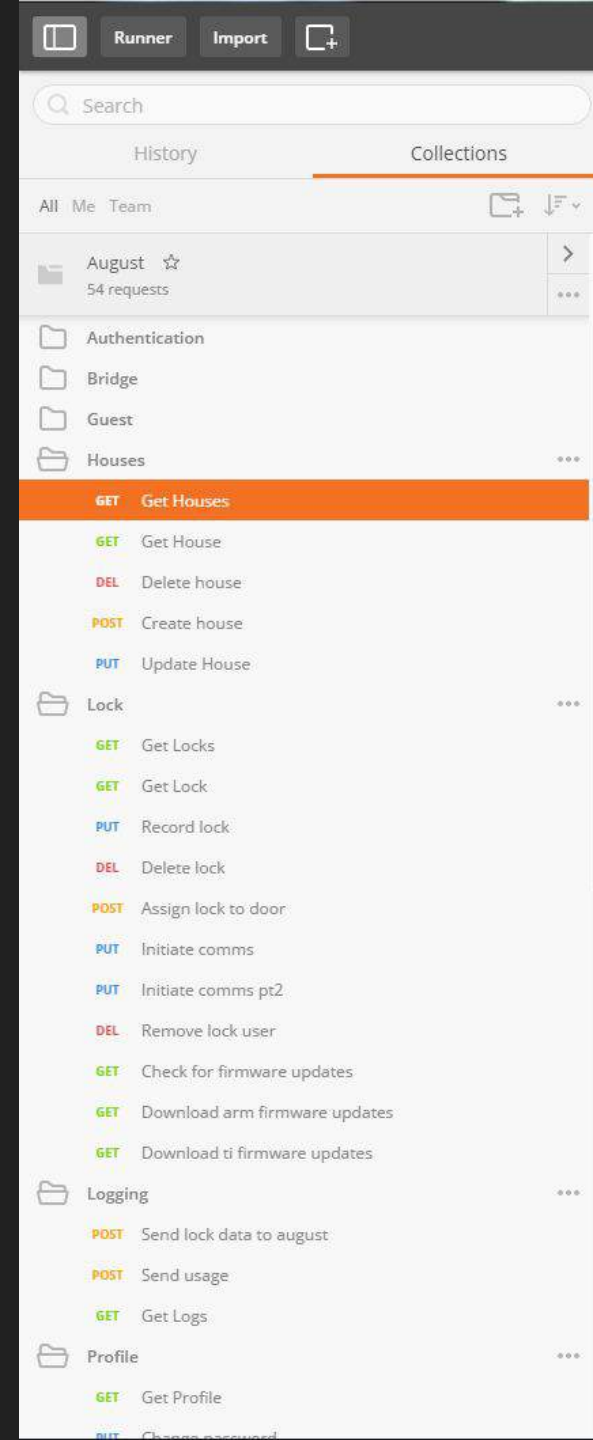 Runner Import
Search
History Collections
All Me Team
August
54 requests
Authentication
Bridge
Guest
Houses
GET Get Houses
GET Get House
DEL Delete house
POST Create house
PUT Update House
Lock
GET Get Locks
GET Get Lock
PUT Record lock
DEL Delete lock
POST Assign lock to door
PUT Initiate comms
PUT Initiate comms pt2
DEL Remove lock user
GET Check for firmware updates
GET Download arm firmware updates
GET Download ti firmware updates
Logging
POST Send lock data to august
POST Send usage
GET Get Logs
Profile
GET Get Profile
PUT Change password